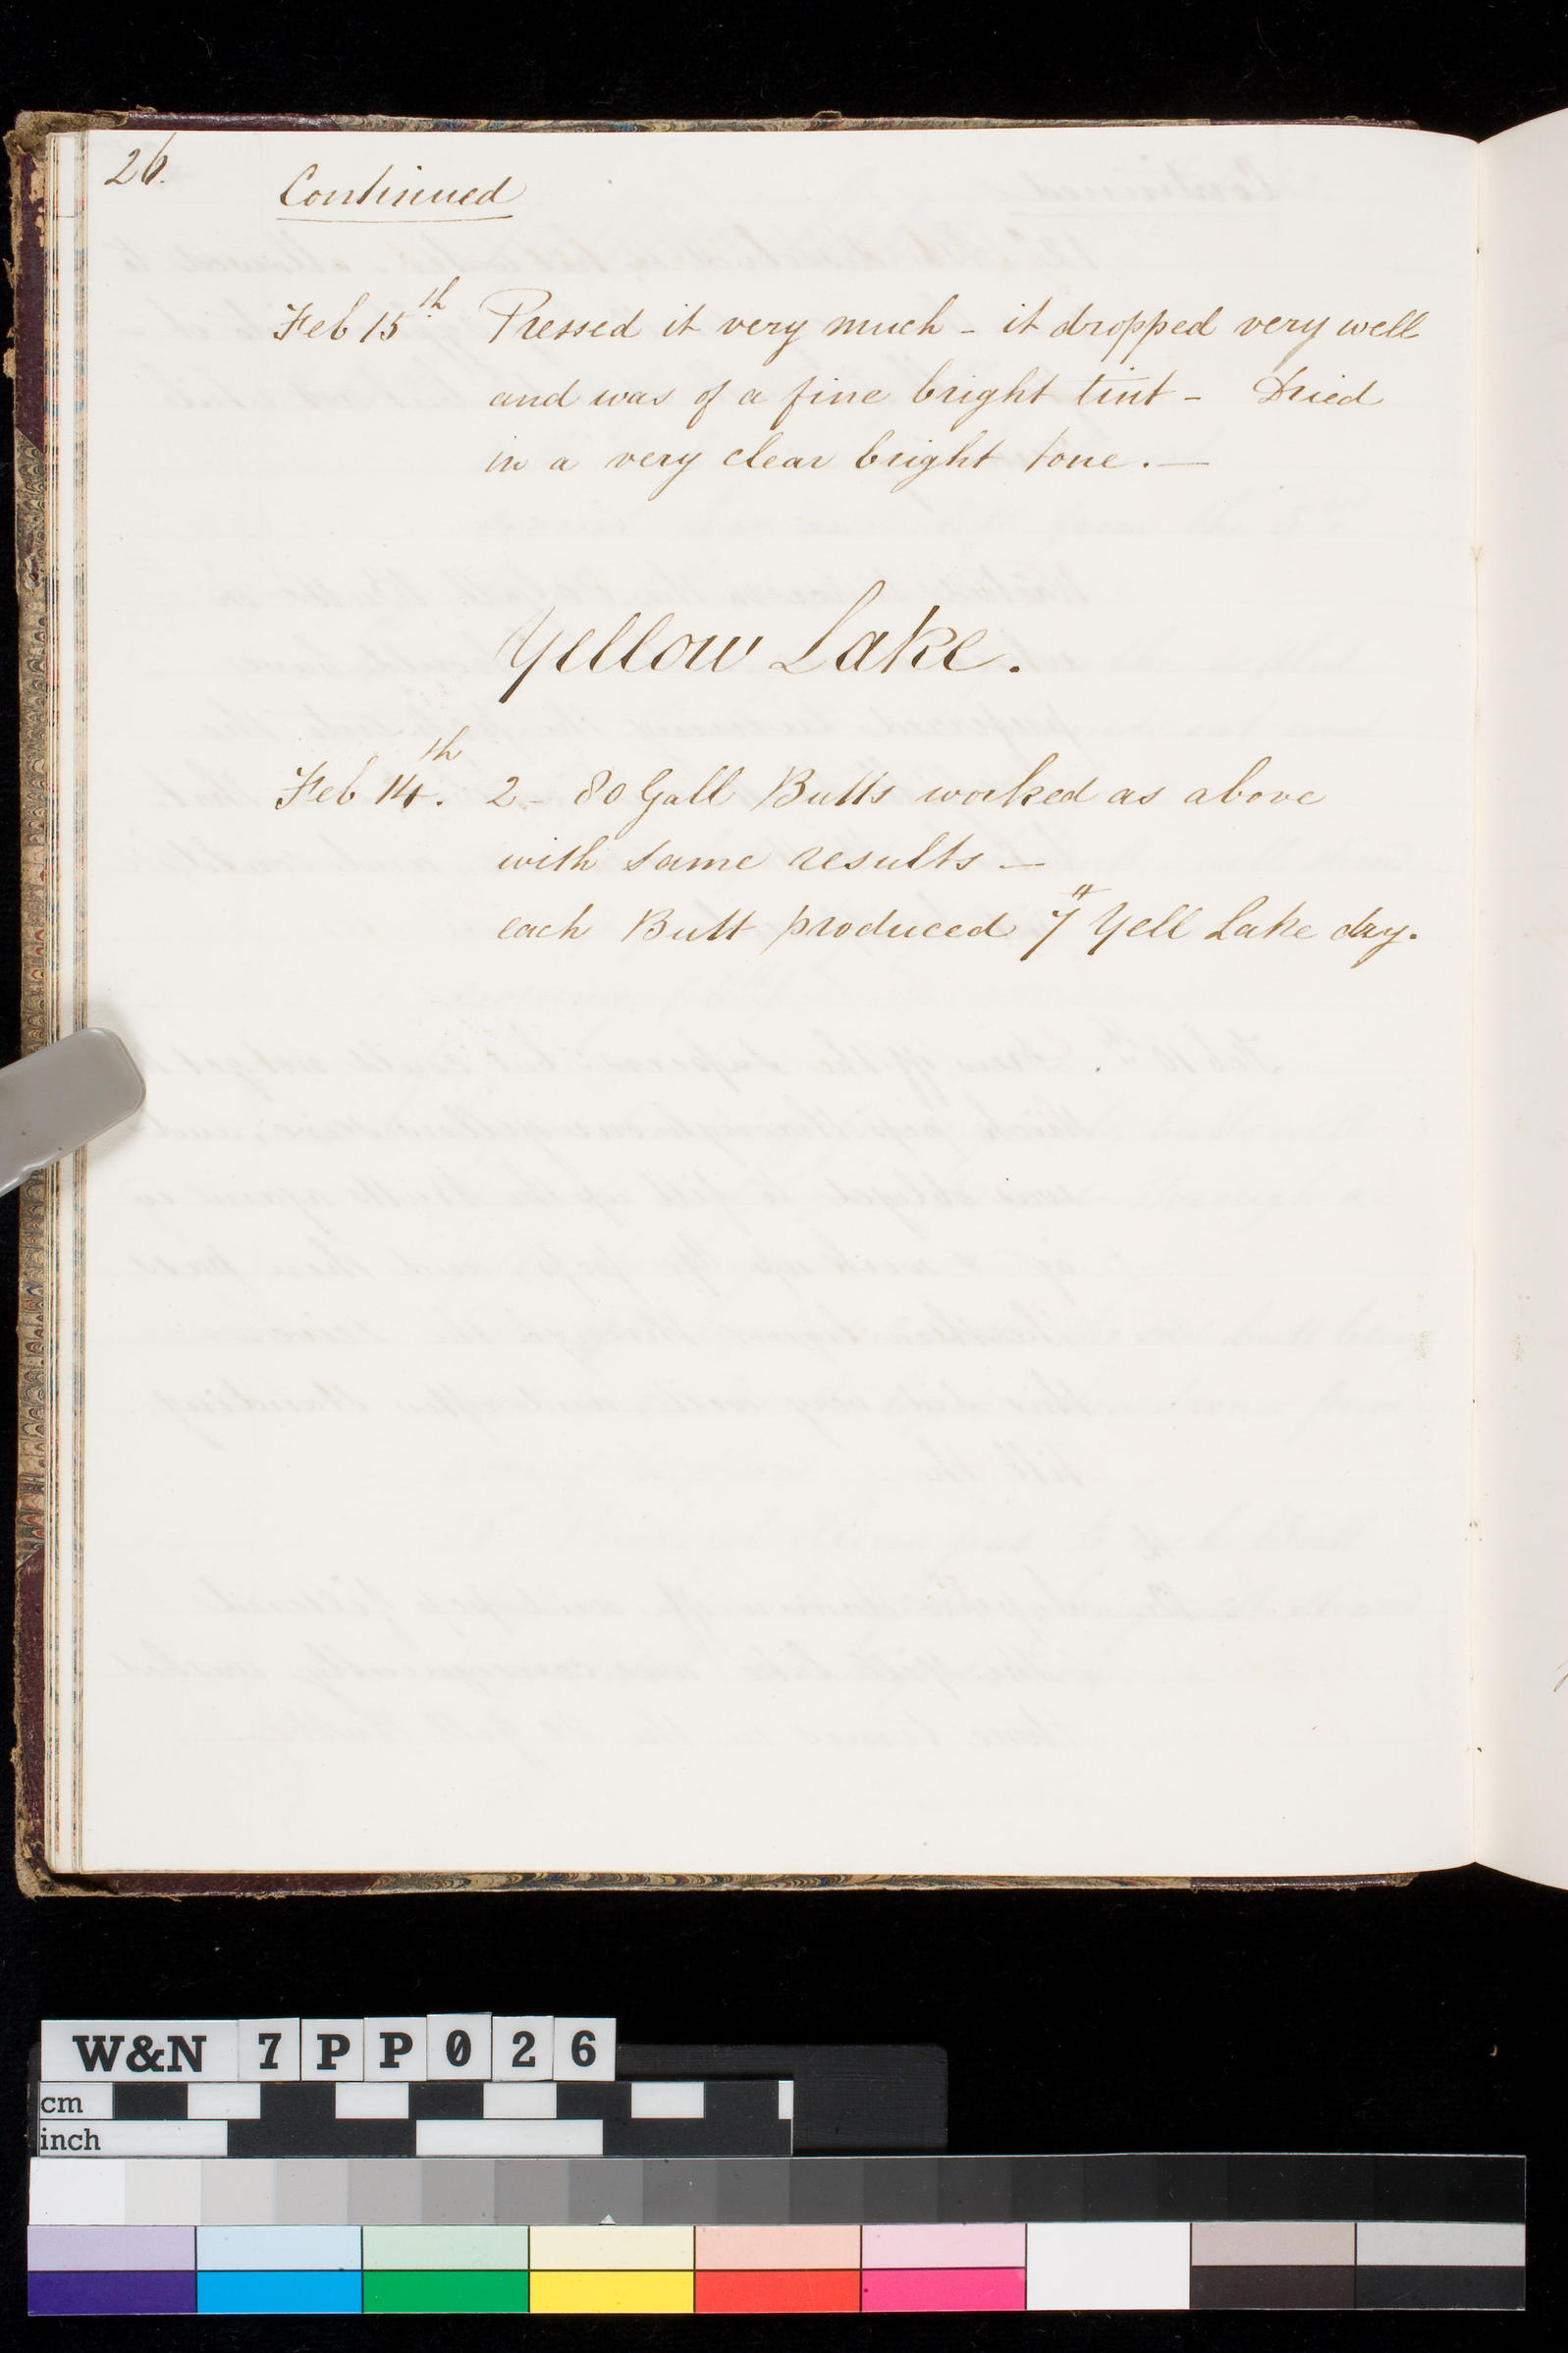 26.
Continued
Feb 15th Pressed it very much - it dropped very well
and was of a fine bright tint - Dried
in a very clear bright tone. —
Yellow Lake.
Feb 14th. 2 - 80 Gall Butts worked as above
with same results —
each Butt produced 7# Yell Lake dry.
W&N 7PP026
cm
inch